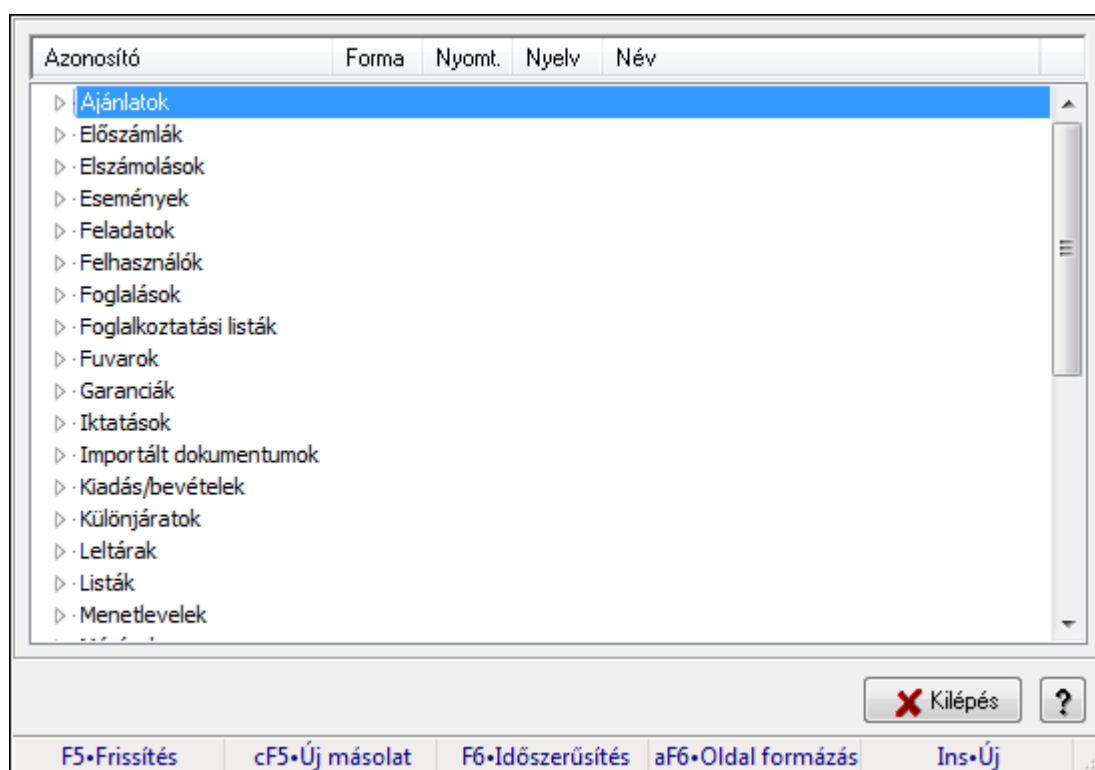 Azonosító Forma Nyomt. Nyelv Név
Ajánlatok
Előszámlák
Elszámolások
Események
Feladatok
Felhasználók
Foglalások
Foglalkoztatási listák
Fuvarok
Garanciák
Iktatások
Importált dokumentumok
Kiadás/bevételek
Különjáratok
Leltárak
Listák
Menetlevelek
Kilépés ?
F5•Frissítés cF5•Új másolat F6•Időszerűsítés aF6•Oldal formázás Ins•Új